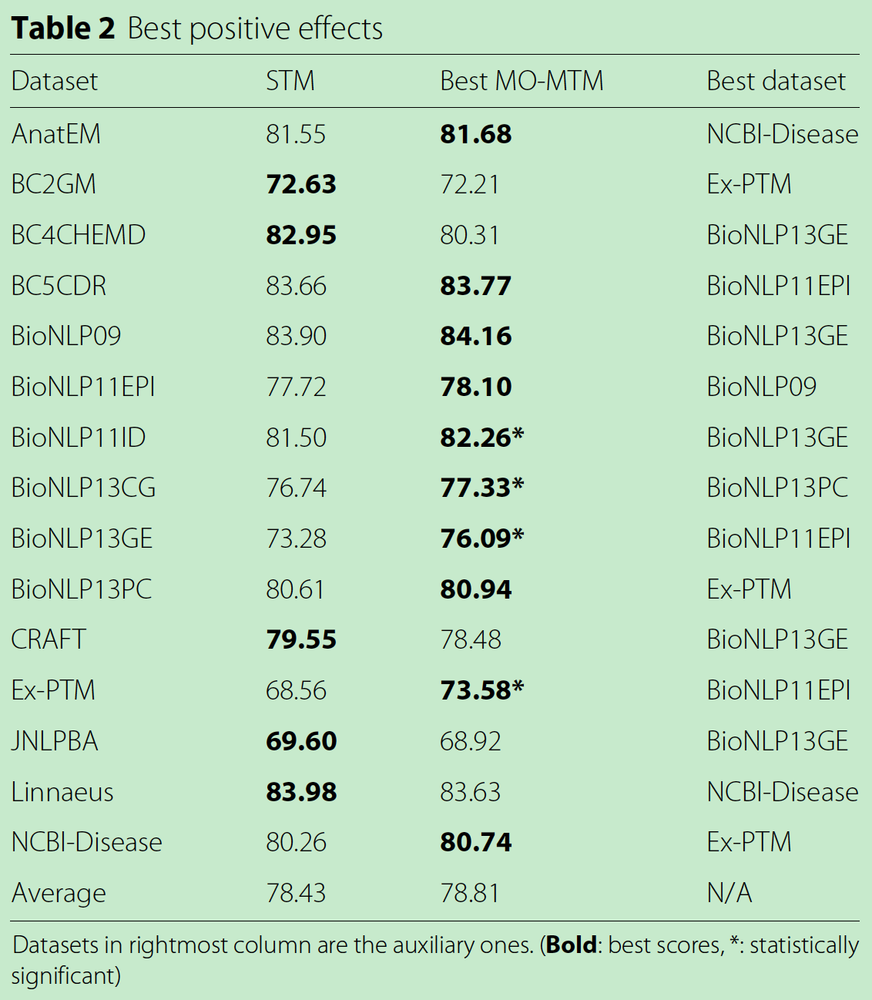 Table 2 Best positive effects
Dataset STM Best MO-MTM Best dataset
AnatEM 81.55 81.68 NCBI-Disease
BC2GM 72.63 72.21 Ex-PTM
BC4CHEMD 82.95 80.31 BioNLP13GE
BC5CDR 83.66 83.77 BioNLP11EPI
BioNLP09 83.90 84.16 BioNLP13GE
BioNLP11EPI 77.72 78.10 BioNLP09
BioNLP11ID 81.50 82.26* BioNLP13GE
BioNLP13CG 76.74 77.33* BioNLP13PC
BioNLP13GE 73.28 76.09* BioNLP11EPI
BioNLP13PC 80.61 80.94 Ex-PTM
CRAFT 79.55 78.48 BioNLP13GE
Ex-PTM 68.56 73.58* BioNLP11EPI
JNLPBA 69.60 68.92 BioNLP13GE
Linnaeus 83.98 83.63 NCBI-Disease
NCBI-Disease 80.26 80.74 Ex-PTM
Average 78.43 78.81 N/A
Datasets in rightmost column are the auxiliary ones. (Bold: best scores, *: statistically
significant)